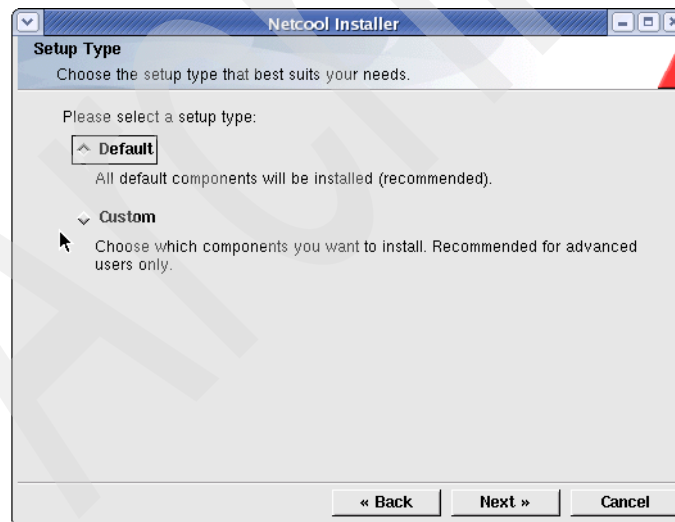 Netcool Installer
Setup Type
Choose the setup type that best suits your needs.
Please select a setup type:
Default
All default components will be installed (recommended).
Custom
Choose which components you want to install. Recommended for advanced
users only.
« Back
Next »
Cancel